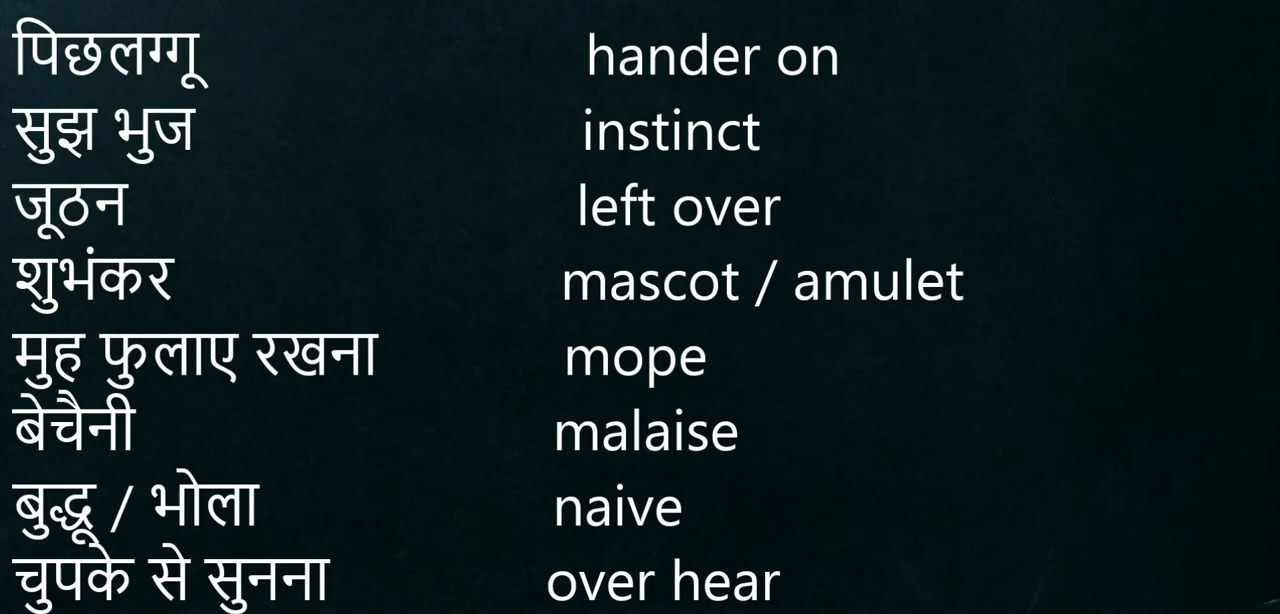 पिछलग्गू hander on
सुझ भुज instinct
जूठन left over
शुभंकर mascot / amulet
मुह फुलाए रखना mope
बेचैनी malaise
बुद्धू / भोला naive
चुपके से सुनना over hear